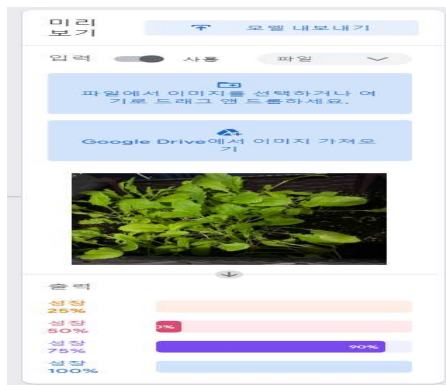 미리
보기
모델 내보내기
입력
사용
파일
파일에서 이미지를 선택하거나 여
기로 드래그 앤 드롭하세요.
Google Drive에서 이미지 가져오
기
출력
성장
25%
성장
50%
0%
성장
75%
90%
성장
100%